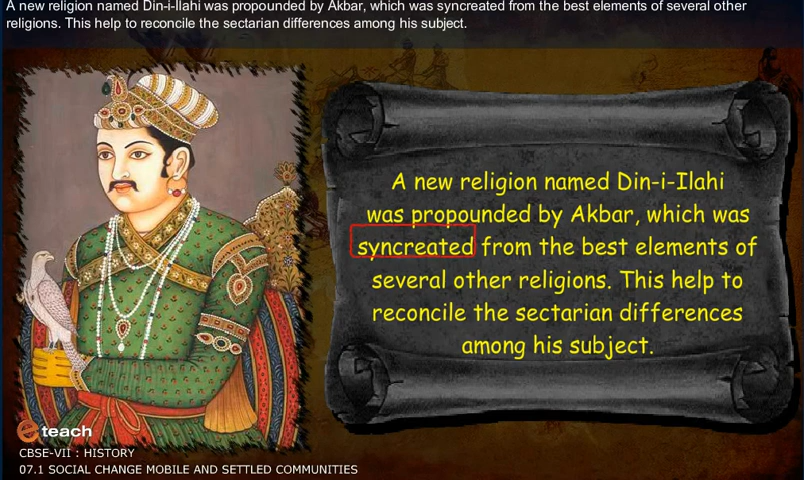 A new religion named Din-i-Ilahi was propounded by Akbar, which was syncreated from the best elements of several other
religions. This help to reconcile the sectarian differences among his subject.
A new religion named Din-i-Ilahi
was propounded by Akbar, which was
syncreated from the best elements of
several other religions. This help to
reconcile the sectarian differences
among his subject.
e teach
CBSE-VII : HISTORY
07.1 SOCIAL CHANGE MOBILE AND SETTLED COMMUNITIES